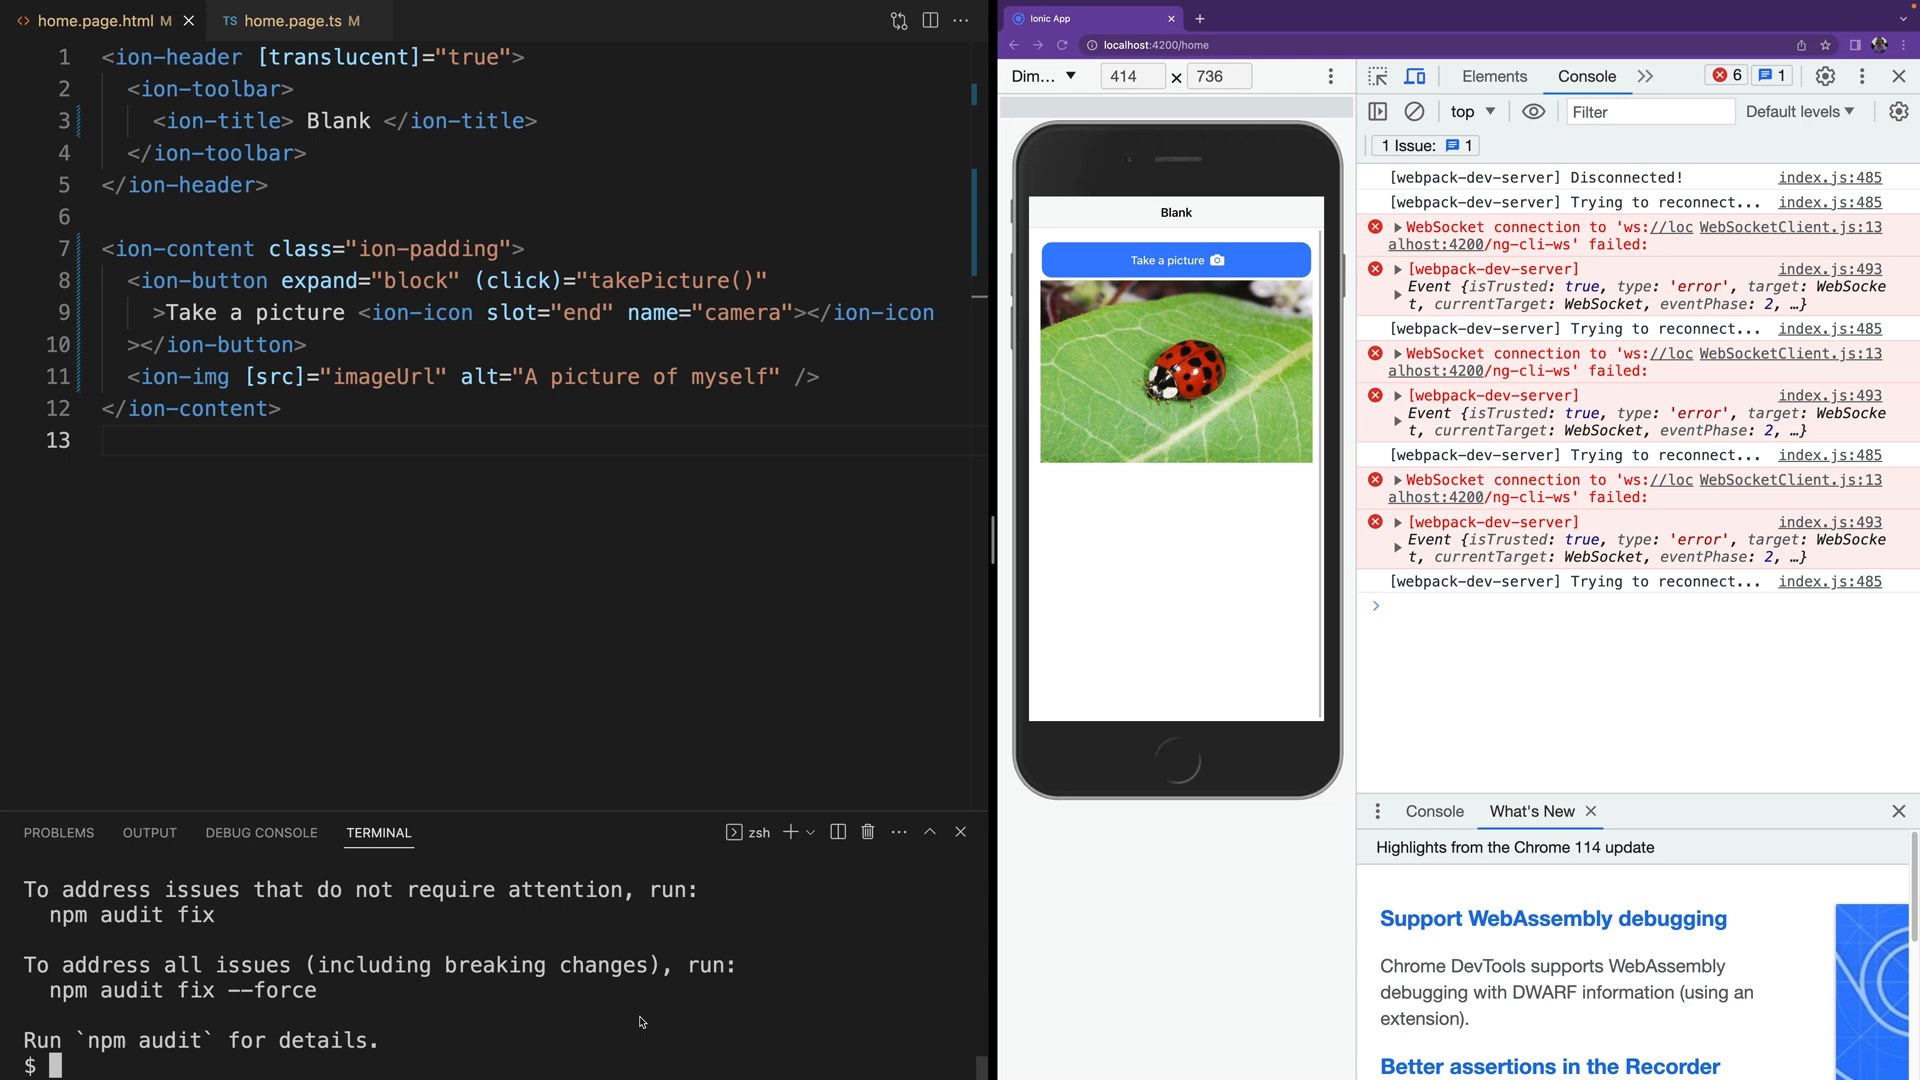 home.page.html M
TS home.page.ts M
1 <ion-header [translucent]="true">
2 <ion-toolbar>
3 <ion-title> Blank </ion-title>
4 </ion-toolbar>
5 </ion-header>
6
7 <ion-content class="ion-padding">
8 <ion-button expand="block" (click)="takePicture()"
9 >Take a picture <ion-icon slot="end" name="camera"></ion-icon
10 ></ion-button>
11 <ion-img [src]="imageUrl" alt="A picture of myself" />
12 </ion-content>
13
PROBLEMS OUTPUT DEBUG CONSOLE TERMINAL
zsh
To address issues that do not require attention, run:
npm audit fix
To address all issues (including breaking changes), run:
npm audit fix --force
Run `npm audit` for details.
$
Ionic App
localhost:4200/home
Dim... 414 × 736
Blank
Take a picture
Elements Console 6 1
top Filter Default levels
1 Issue: 1
[webpack-dev-server] Disconnected! index.js:485
[webpack-dev-server] Trying to reconnect... index.js:485
WebSocket connection to 'ws://loc WebSocketClient.js:13
alhost:4200/ng-cli-ws' failed:
[webpack-dev-server] index.js:493
Event {isTrusted: true, type: 'error', target: WebSocke
t, currentTarget: WebSocket, eventPhase: 2, …}
[webpack-dev-server] Trying to reconnect... index.js:485
WebSocket connection to 'ws://loc WebSocketClient.js:13
alhost:4200/ng-cli-ws' failed:
[webpack-dev-server] index.js:493
Event {isTrusted: true, type: 'error', target: WebSocke
t, currentTarget: WebSocket, eventPhase: 2, …}
[webpack-dev-server] Trying to reconnect... index.js:485
WebSocket connection to 'ws://loc WebSocketClient.js:13
alhost:4200/ng-cli-ws' failed:
[webpack-dev-server] index.js:493
Event {isTrusted: true, type: 'error', target: WebSocke
t, currentTarget: WebSocket, eventPhase: 2, …}
[webpack-dev-server] Trying to reconnect... index.js:485
Console What's New
Highlights from the Chrome 114 update
Support WebAssembly debugging
Chrome DevTools supports WebAssembly
debugging with DWARF information (using an
extension).
Better assertions in the Recorder